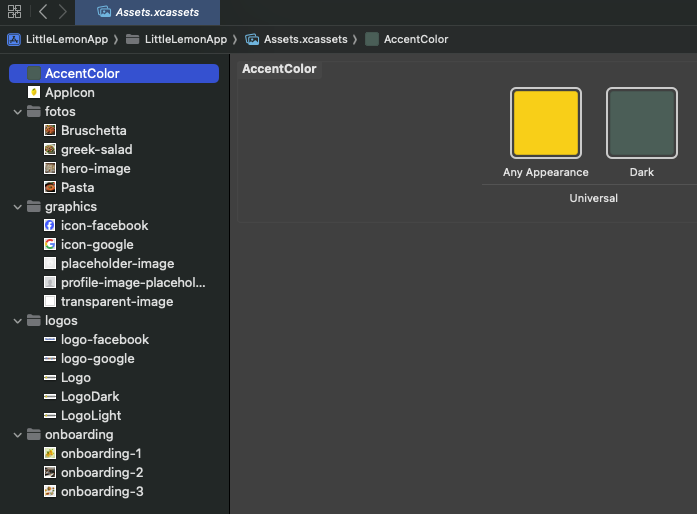 Assets.xcassets
LittleLemonApp
LittleLemonApp
Assets.xcassets
AccentColor
AccentColor
AppIcon
fotos
Bruschetta
greek-salad
hero-image
Pasta
graphics
icon-facebook
icon-google
placeholder-image
profile-image-placehol...
transparent-image
logos
logo-facebook
logo-google
Logo
LogoDark
LogoLight
onboarding
onboarding-1
onboarding-2
onboarding-3
AccentColor
Any Appearance
Dark
Universal